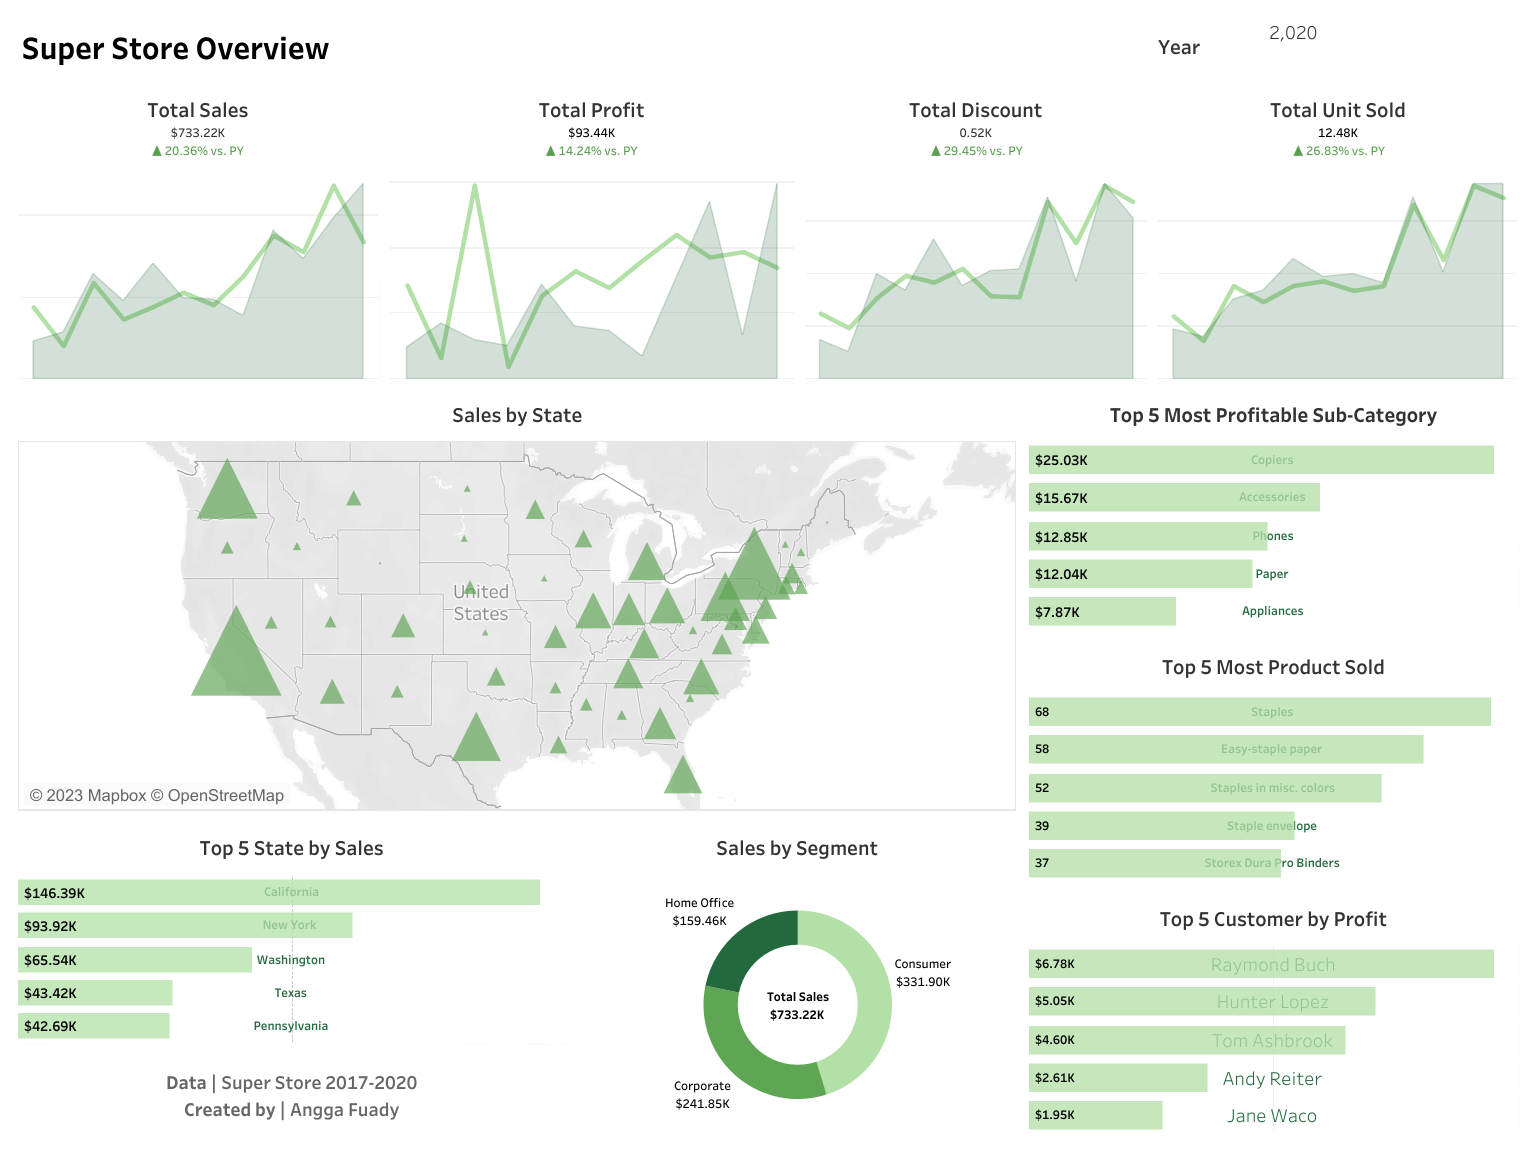 Super Store Overview
Year
2,020
Total Sales
$733.22K
▲ 20.36% vs. PY
Total Profit
$93.44K
▲ 14.24% vs. PY
Total Discount
0.52K
▲ 29.45% vs. PY
Total Unit Sold
12.48K
▲ 26.83% vs. PY
Sales by State
United
States
© 2023 Mapbox © OpenStreetMap
Top 5 Most Profitable Sub-Category
$25.03K Copiers
$15.67K Accessories
$12.85K Phones
$12.04K Paper
$7.87K Appliances
Top 5 Most Product Sold
68 Staples
58 Easy-staple paper
52 Staples in misc. colors
39 Staple envelope
37 Storex Dura Pro Binders
Top 5 State by Sales
$146.39K California
$93.92K New York
$65.54K Washington
$43.42K Texas
$42.69K Pennsylvania
Data | Super Store 2017-2020
Created by | Angga Fuady
Sales by Segment
Home Office
$159.46K
Consumer
$331.90K
Total Sales
$733.22K
Corporate
$241.85K
Top 5 Customer by Profit
$6.78K Raymond Buch
$5.05K Hunter Lopez
$4.60K Tom Ashbrook
$2.61K Andy Reiter
$1.95K Jane Waco